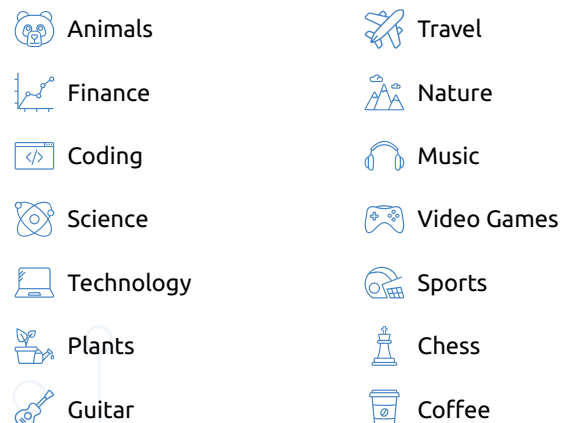 Animals
Travel
Finance
Nature
Coding
Music
Science
Video Games
Technology
Sports
Plants
Chess
Guitar
Coffee